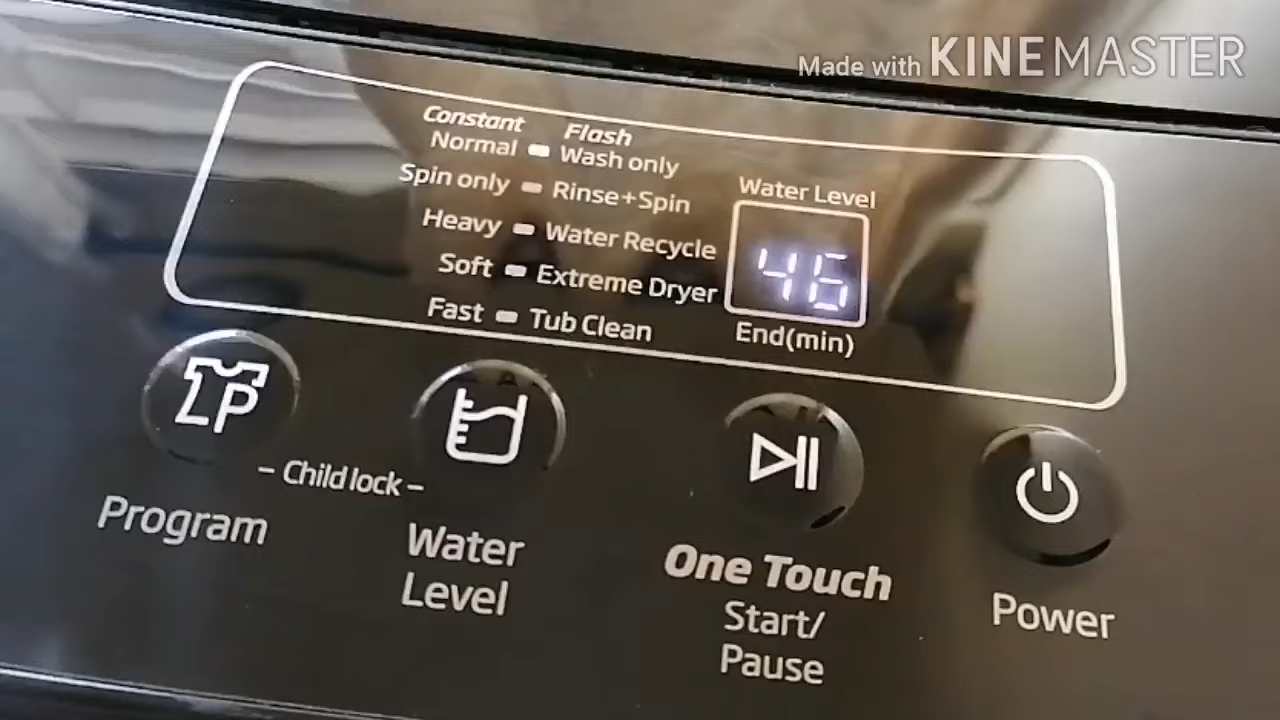 Made with KINEMASTER
Constant Flash
Normal Wash only
Spin only Rinse+Spin
Heavy Water Recycle
Soft Extreme Dryer
Fast Tub Clean
Water Level
46
End(min)
P
- Child lock -
Program
Water
Level
One Touch
Start/
Pause
Power